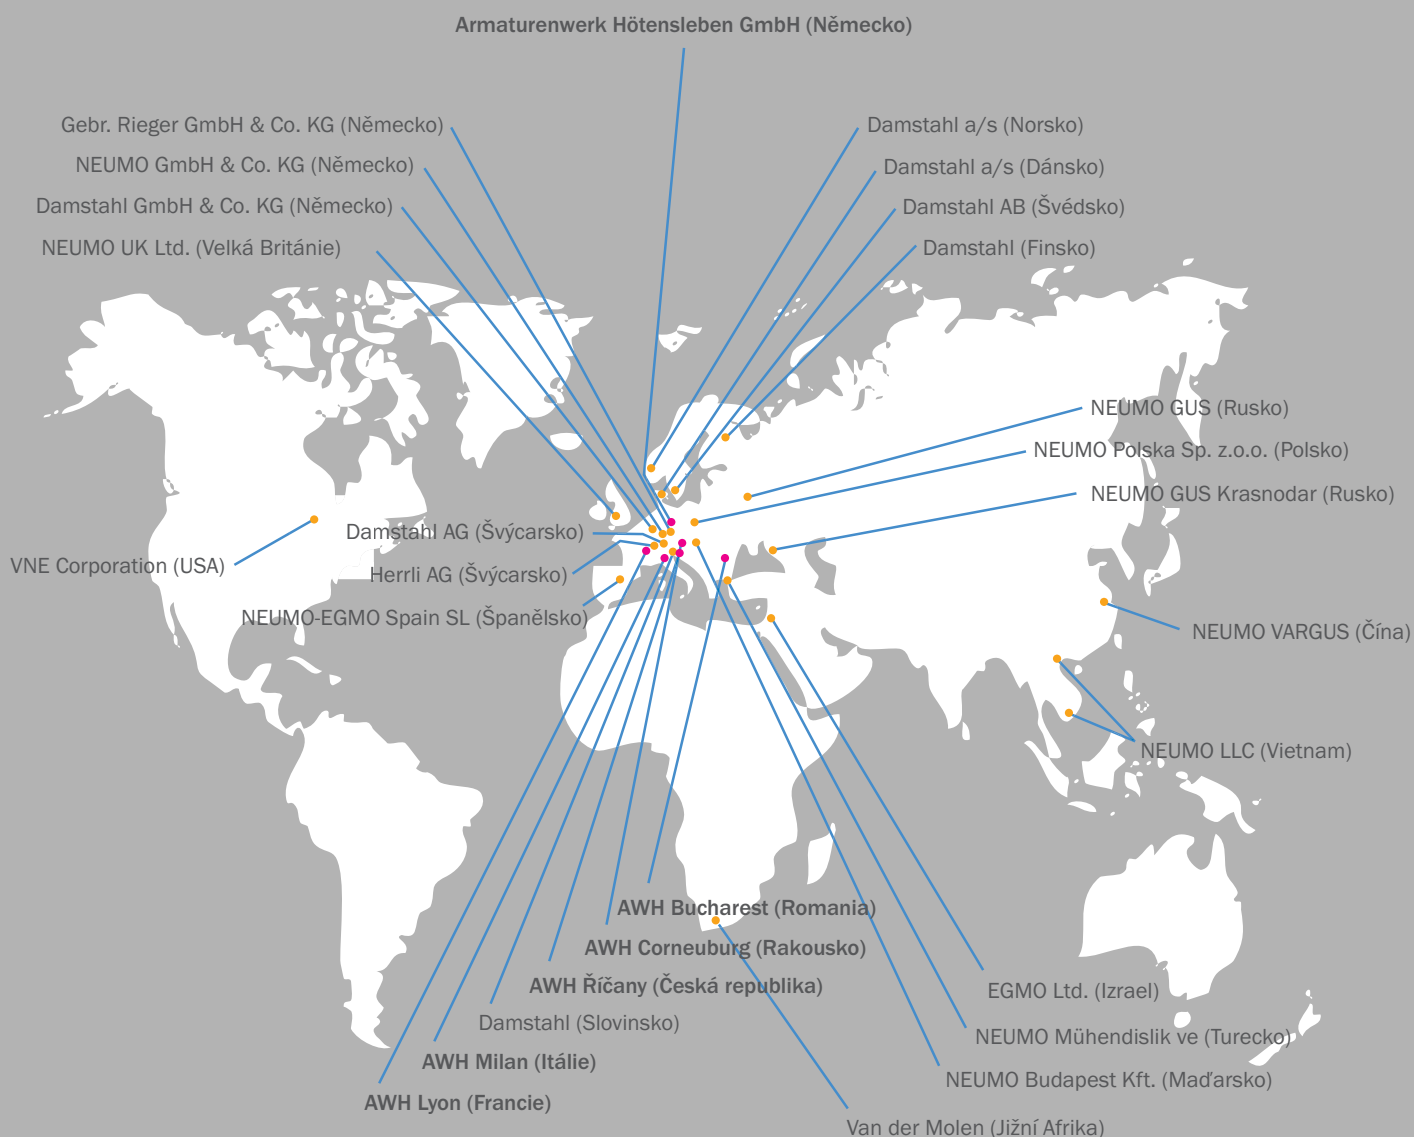 Armaturenwerk Hötensleben GmbH (Německo)
Gebr. Rieger GmbH & Co. KG (Německo)
NEUMO GmbH & Co. KG (Německo)
Damstahl GmbH & Co. KG (Německo)
NEUMO UK Ltd. (Velká Británie)
Damstahl a/s (Norsko)
Damstahl a/s (Dánsko)
Damstahl AB (Švédsko)
Damstahl (Finsko)
NEUMO GUS (Rusko)
NEUMO Polska Sp. z.o.o. (Polsko)
NEUMO GUS Krasnodar (Rusko)
Damstahl AG (Švýcarsko)
VNE Corporation (USA)
Herrli AG (Švýcarsko)
NEUMO-EGMO Spain SL (Španělsko)
NEUMO VARGUS (Čína)
NEUMO LLC (Vietnam)
AWH Bucharest (Romania)
AWH Corneuburg (Rakousko)
AWH Říčany (Česká republika)
Damstahl (Slovinsko)
AWH Milan (Itálie)
AWH Lyon (Francie)
EGMO Ltd. (Izrael)
NEUMO Mühendislik ve (Turecko)
NEUMO Budapest Kft. (Maďarsko)
Van der Molen (Jižní Afrika)